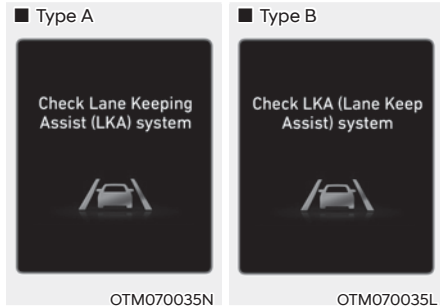 ■ Type A
Check Lane Keeping
Assist (LKA) system
OTM070035N
■ Type B
Check LKA (Lane Keep
Assist) system
OTM070035L